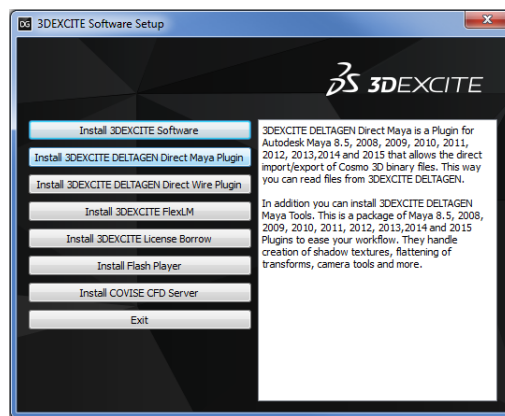 DG 3DEXCITE Software Setup
3DEXCITE
Install 3DEXCITE Software
Install 3DEXCITE DELTAGEN Direct Maya Plugin
Install 3DEXCITE DELTAGEN Direct Wire Plugin
Install 3DEXCITE FlexLM
Install 3DEXCITE License Borrow
Install Flash Player
Install COVISE CFD Server
Exit
3DEXCITE DELTAGEN Direct Maya is a Plugin for
Autodesk Maya 8.5, 2008, 2009, 2010, 2011,
2012, 2013,2014 and 2015 that allows the direct
import/export of Cosmo 3D binary files. This way
you can read files from 3DEXCITE DELTAGEN.
In addition you can install 3DEXCITE DELTAGEN
Maya Tools. This is a package of Maya 8.5, 2008,
2009, 2010, 2011, 2012, 2013,2014 and 2015
Plugins to ease your workflow. They handle
creation of shadow textures, flattening of
transforms, camera tools and more.